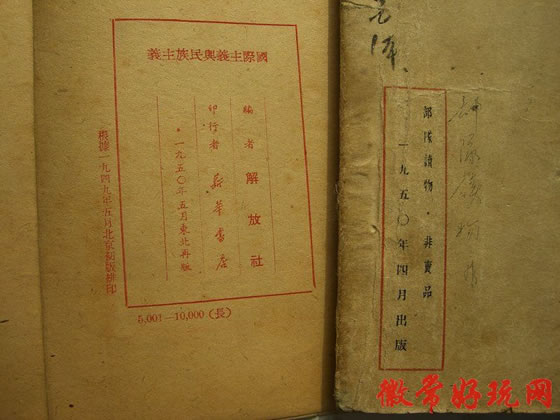 國際主義與民族主義
編者 解放社
印行者 新華書店
·一九五〇年五月東北再版
根據一九四九年五月北京初版排印
5,001—10,000 (長)
部隊讀物·非賣品
一九五〇年四月出版
徽常好玩网